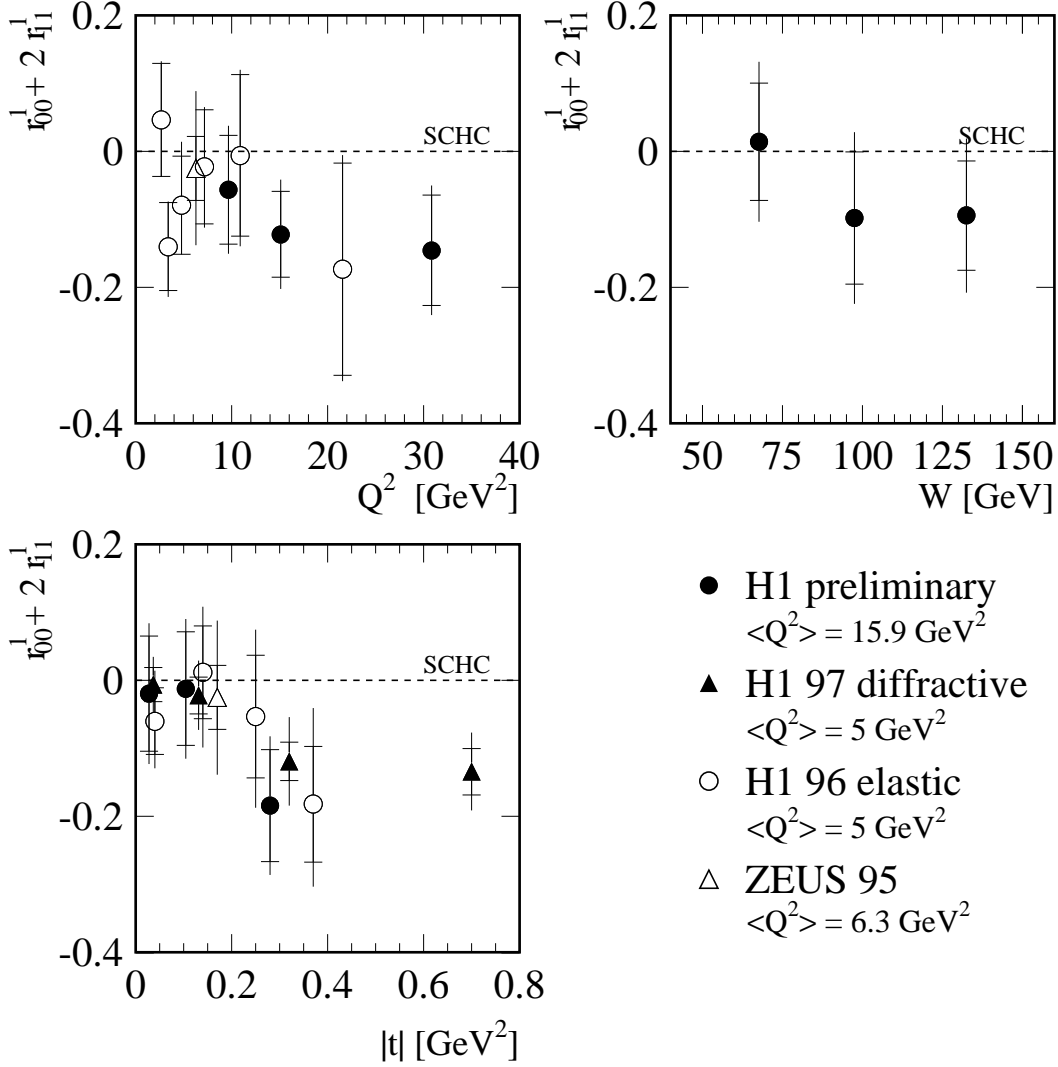 r¹₀₀ + 2 r¹₁₁
0.2
0
-0.2
-0.4
SCHC
0 10 20 30 40
Q² [GeV²]
r¹₀₀ + 2 r¹₁₁
0.2
0
-0.2
-0.4
SCHC
50 75 100 125 150
W [GeV]
r¹₀₀ + 2 r¹₁₁
0.2
0
-0.2
-0.4
SCHC
0 0.2 0.4 0.6 0.8
|t| [GeV²]
H1 preliminary
<Q²> = 15.9 GeV²
H1 97 diffractive
<Q²> = 5 GeV²
H1 96 elastic
<Q²> = 5 GeV²
ZEUS 95
<Q²> = 6.3 GeV²